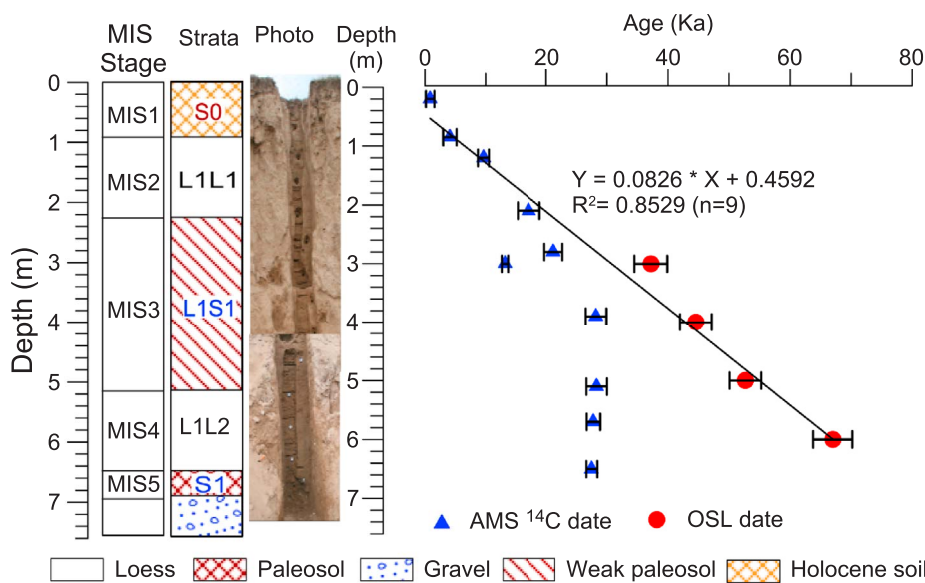 MIS
Stage
Strata
Photo
Depth
(m)
Age (Ka)
0 20 40 60 80
Depth (m)
0
1
2
3
4
5
6
7
MIS1
MIS2
MIS3
MIS4
MIS5
S0
L1L1
L1S1
L1L2
S1
0
1
2
3
4
5
6
7
Y = 0.0826 * X + 0.4592
R²= 0.8529 (n=9)
AMS ¹⁴C date
OSL date
Loess
Paleosol
Gravel
Weak paleosol
Holocene soil